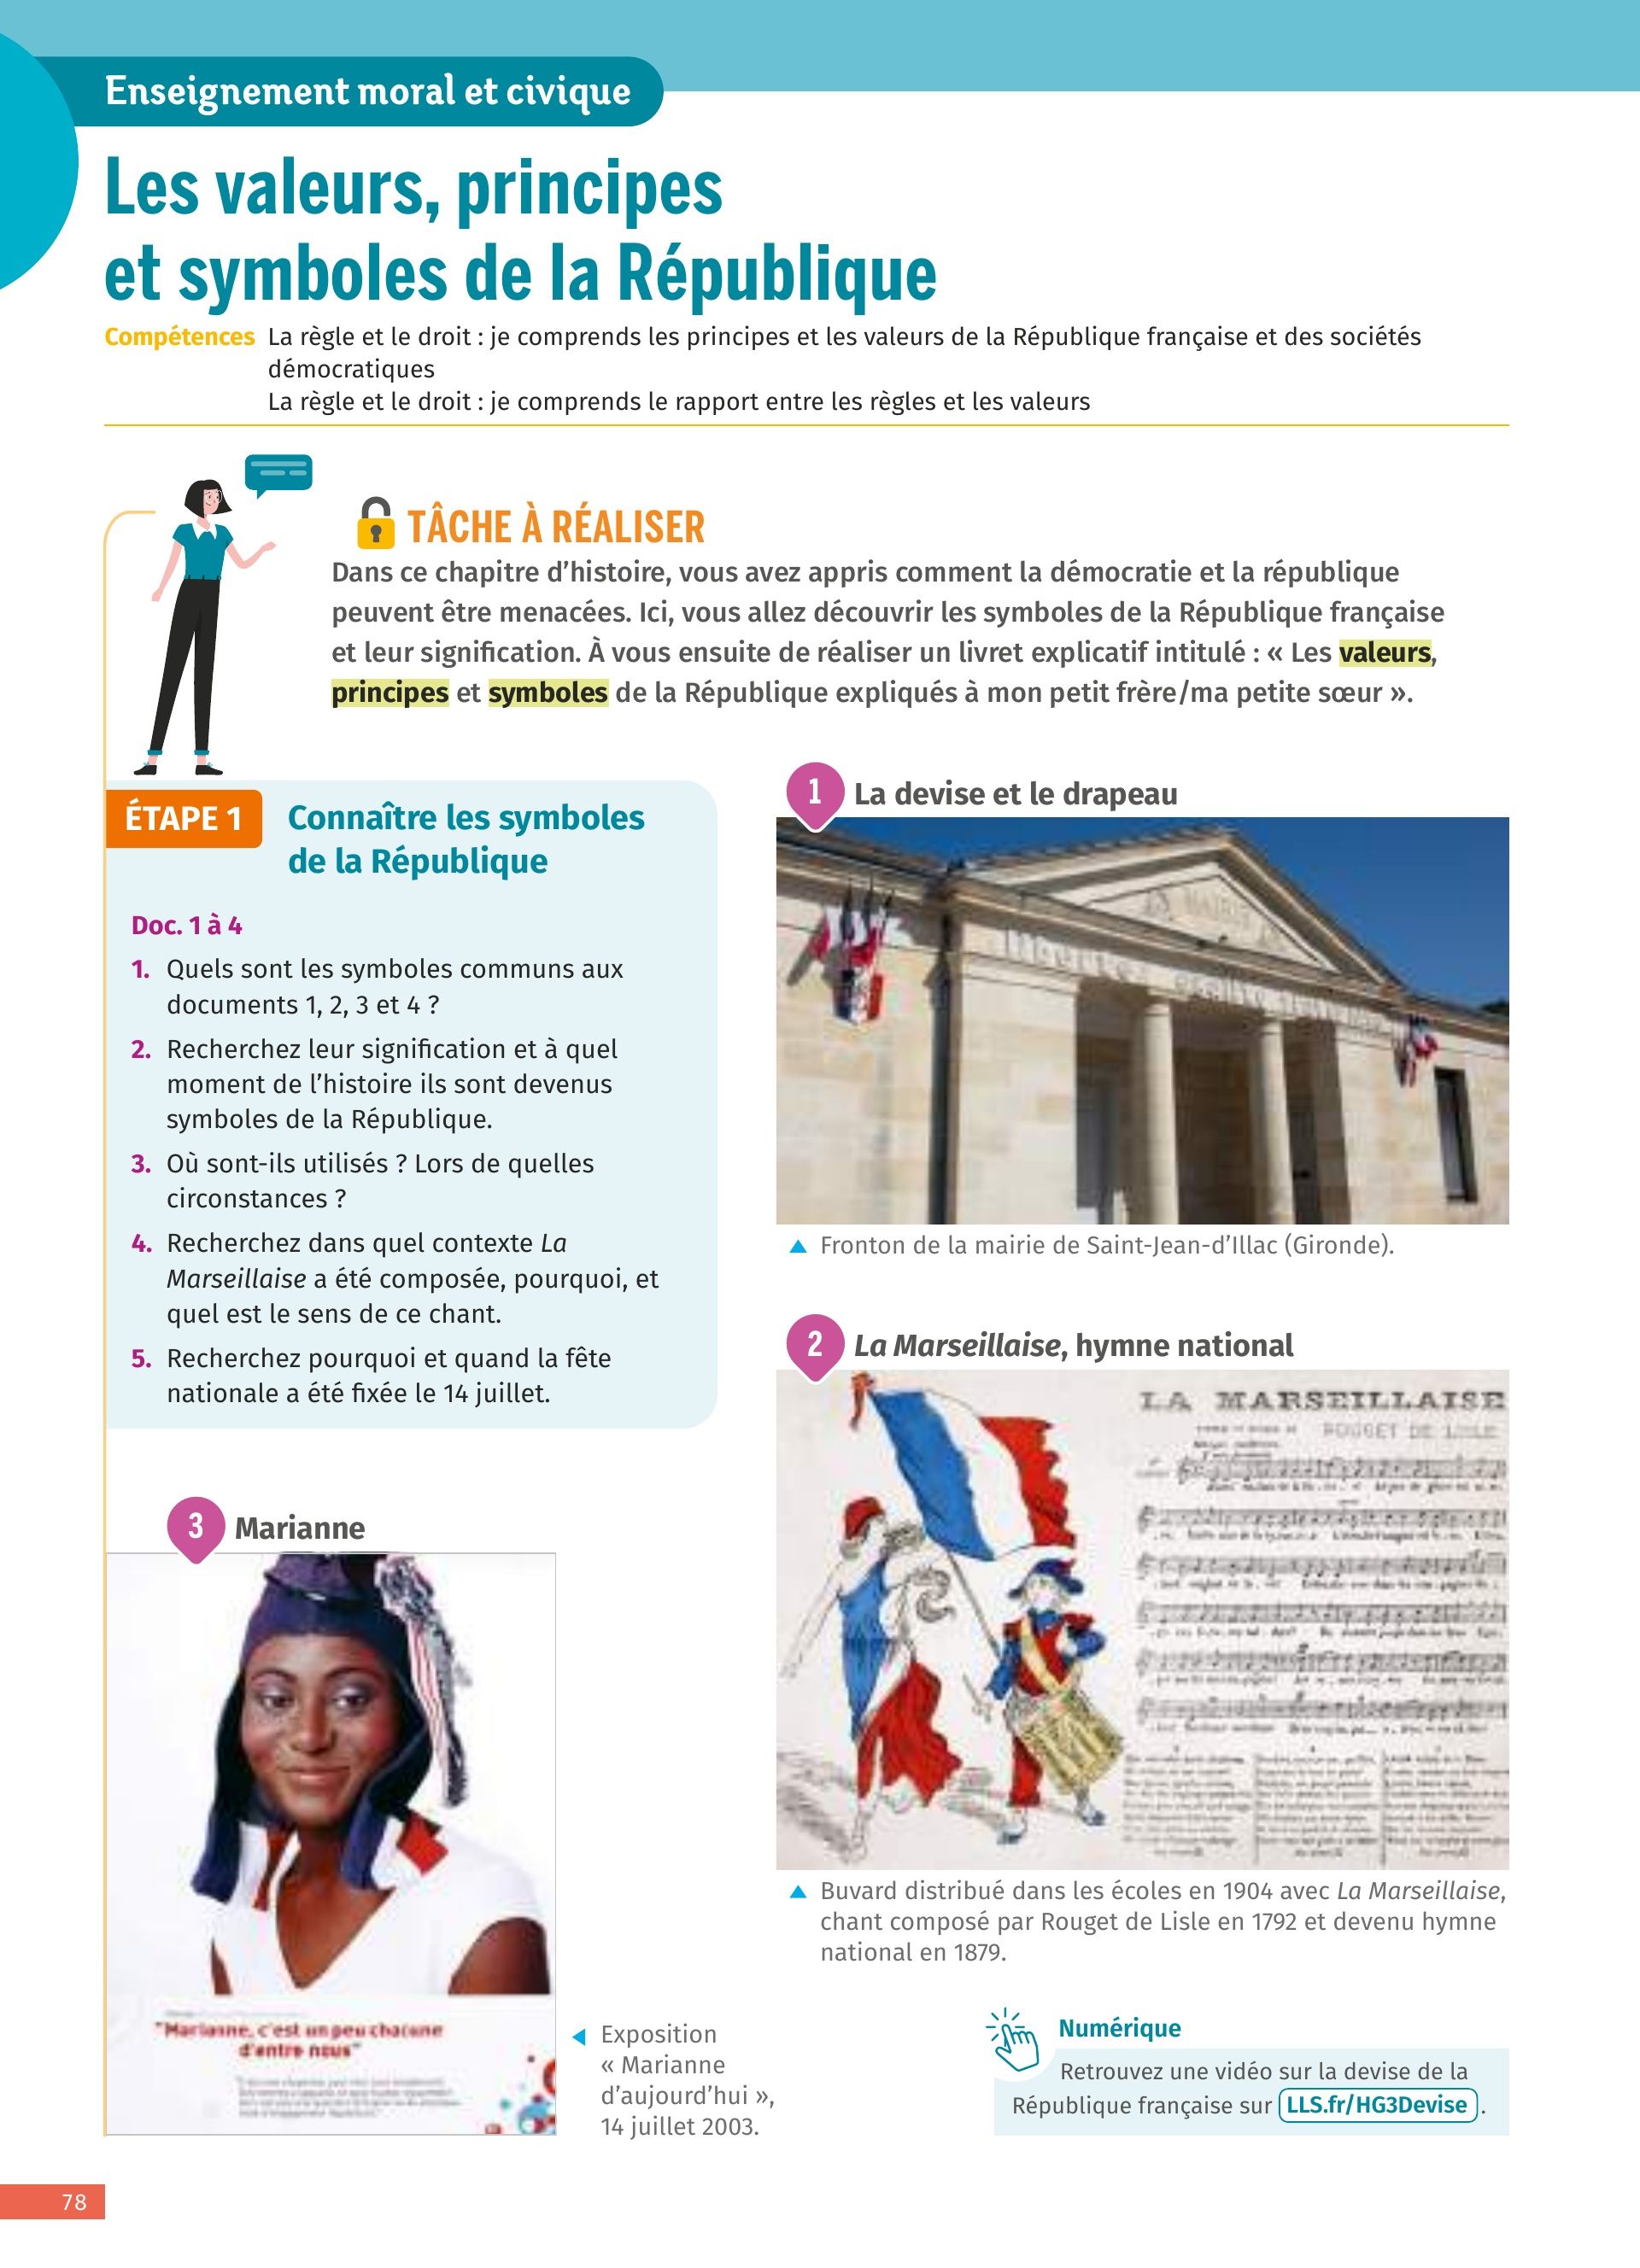 Enseignement moral et civique
Les valeurs, principes
et symboles de la République
Compétences La règle et le droit : je comprends les principes et les valeurs de la République française et des sociétés
démocratiques
La règle et le droit : je comprends le rapport entre les règles et les valeurs
TÂCHE À RÉALISER
Dans ce chapitre d'histoire, vous avez appris comment la démocratie et la république
peuvent être menacées. Ici, vous allez découvrir les symboles de la République française
et leur signification. À vous ensuite de réaliser un livret explicatif intitulé : « Les valeurs,
principes et symboles de la République expliqués à mon petit frère/ma petite sœur ».
ÉTAPE 1
Connaître les symboles
de la République
Doc. 1 à 4
1. Quels sont les symboles communs aux
documents 1, 2, 3 et 4 ?
2. Recherchez leur signification et à quel
moment de l'histoire ils sont devenus
symboles de la République.
3. Où sont-ils utilisés ? Lors de quelles
circonstances ?
4. Recherchez dans quel contexte La
Marseillaise a été composée, pourquoi, et
quel est le sens de ce chant.
5. Recherchez pourquoi et quand la fête
nationale a été fixée le 14 juillet.
1 La devise et le drapeau
MAIRIE
▲ Fronton de la mairie de Saint-Jean-d'Illac (Gironde).
2 La Marseillaise, hymne national
LA MARSEILLAISE
ROUGET DE LISLE
▲ Buvard distribué dans les écoles en 1904 avec La Marseillaise,
chant composé par Rouget de Lisle en 1792 et devenu hymne
national en 1879.
3 Marianne
"Marianne, c'est un peu chacune
d'entre nous"
◀ Exposition
« Marianne
d'aujourd'hui »,
14 juillet 2003.
Numérique
Retrouvez une vidéo sur la devise de la
République française sur LLS.fr/HG3Devise .
78